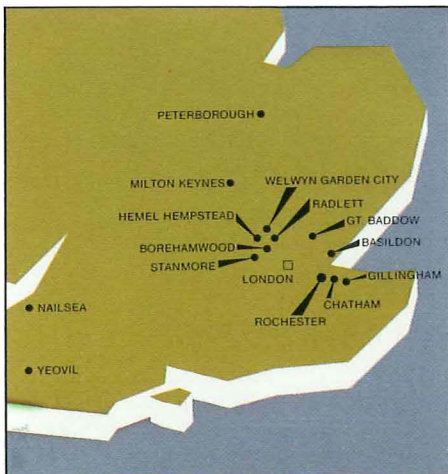 PETERBOROUGH
MILTON KEYNES
WELWYN GARDEN CITY
RADLETT
HEMEL HEMPSTEAD
GT. BADDOW
BOREHAMWOOD
BASILDON
STANMORE
LONDON
GILLINGHAM
CHATHAM
NAILSEA
ROCHESTER
YEOVIL